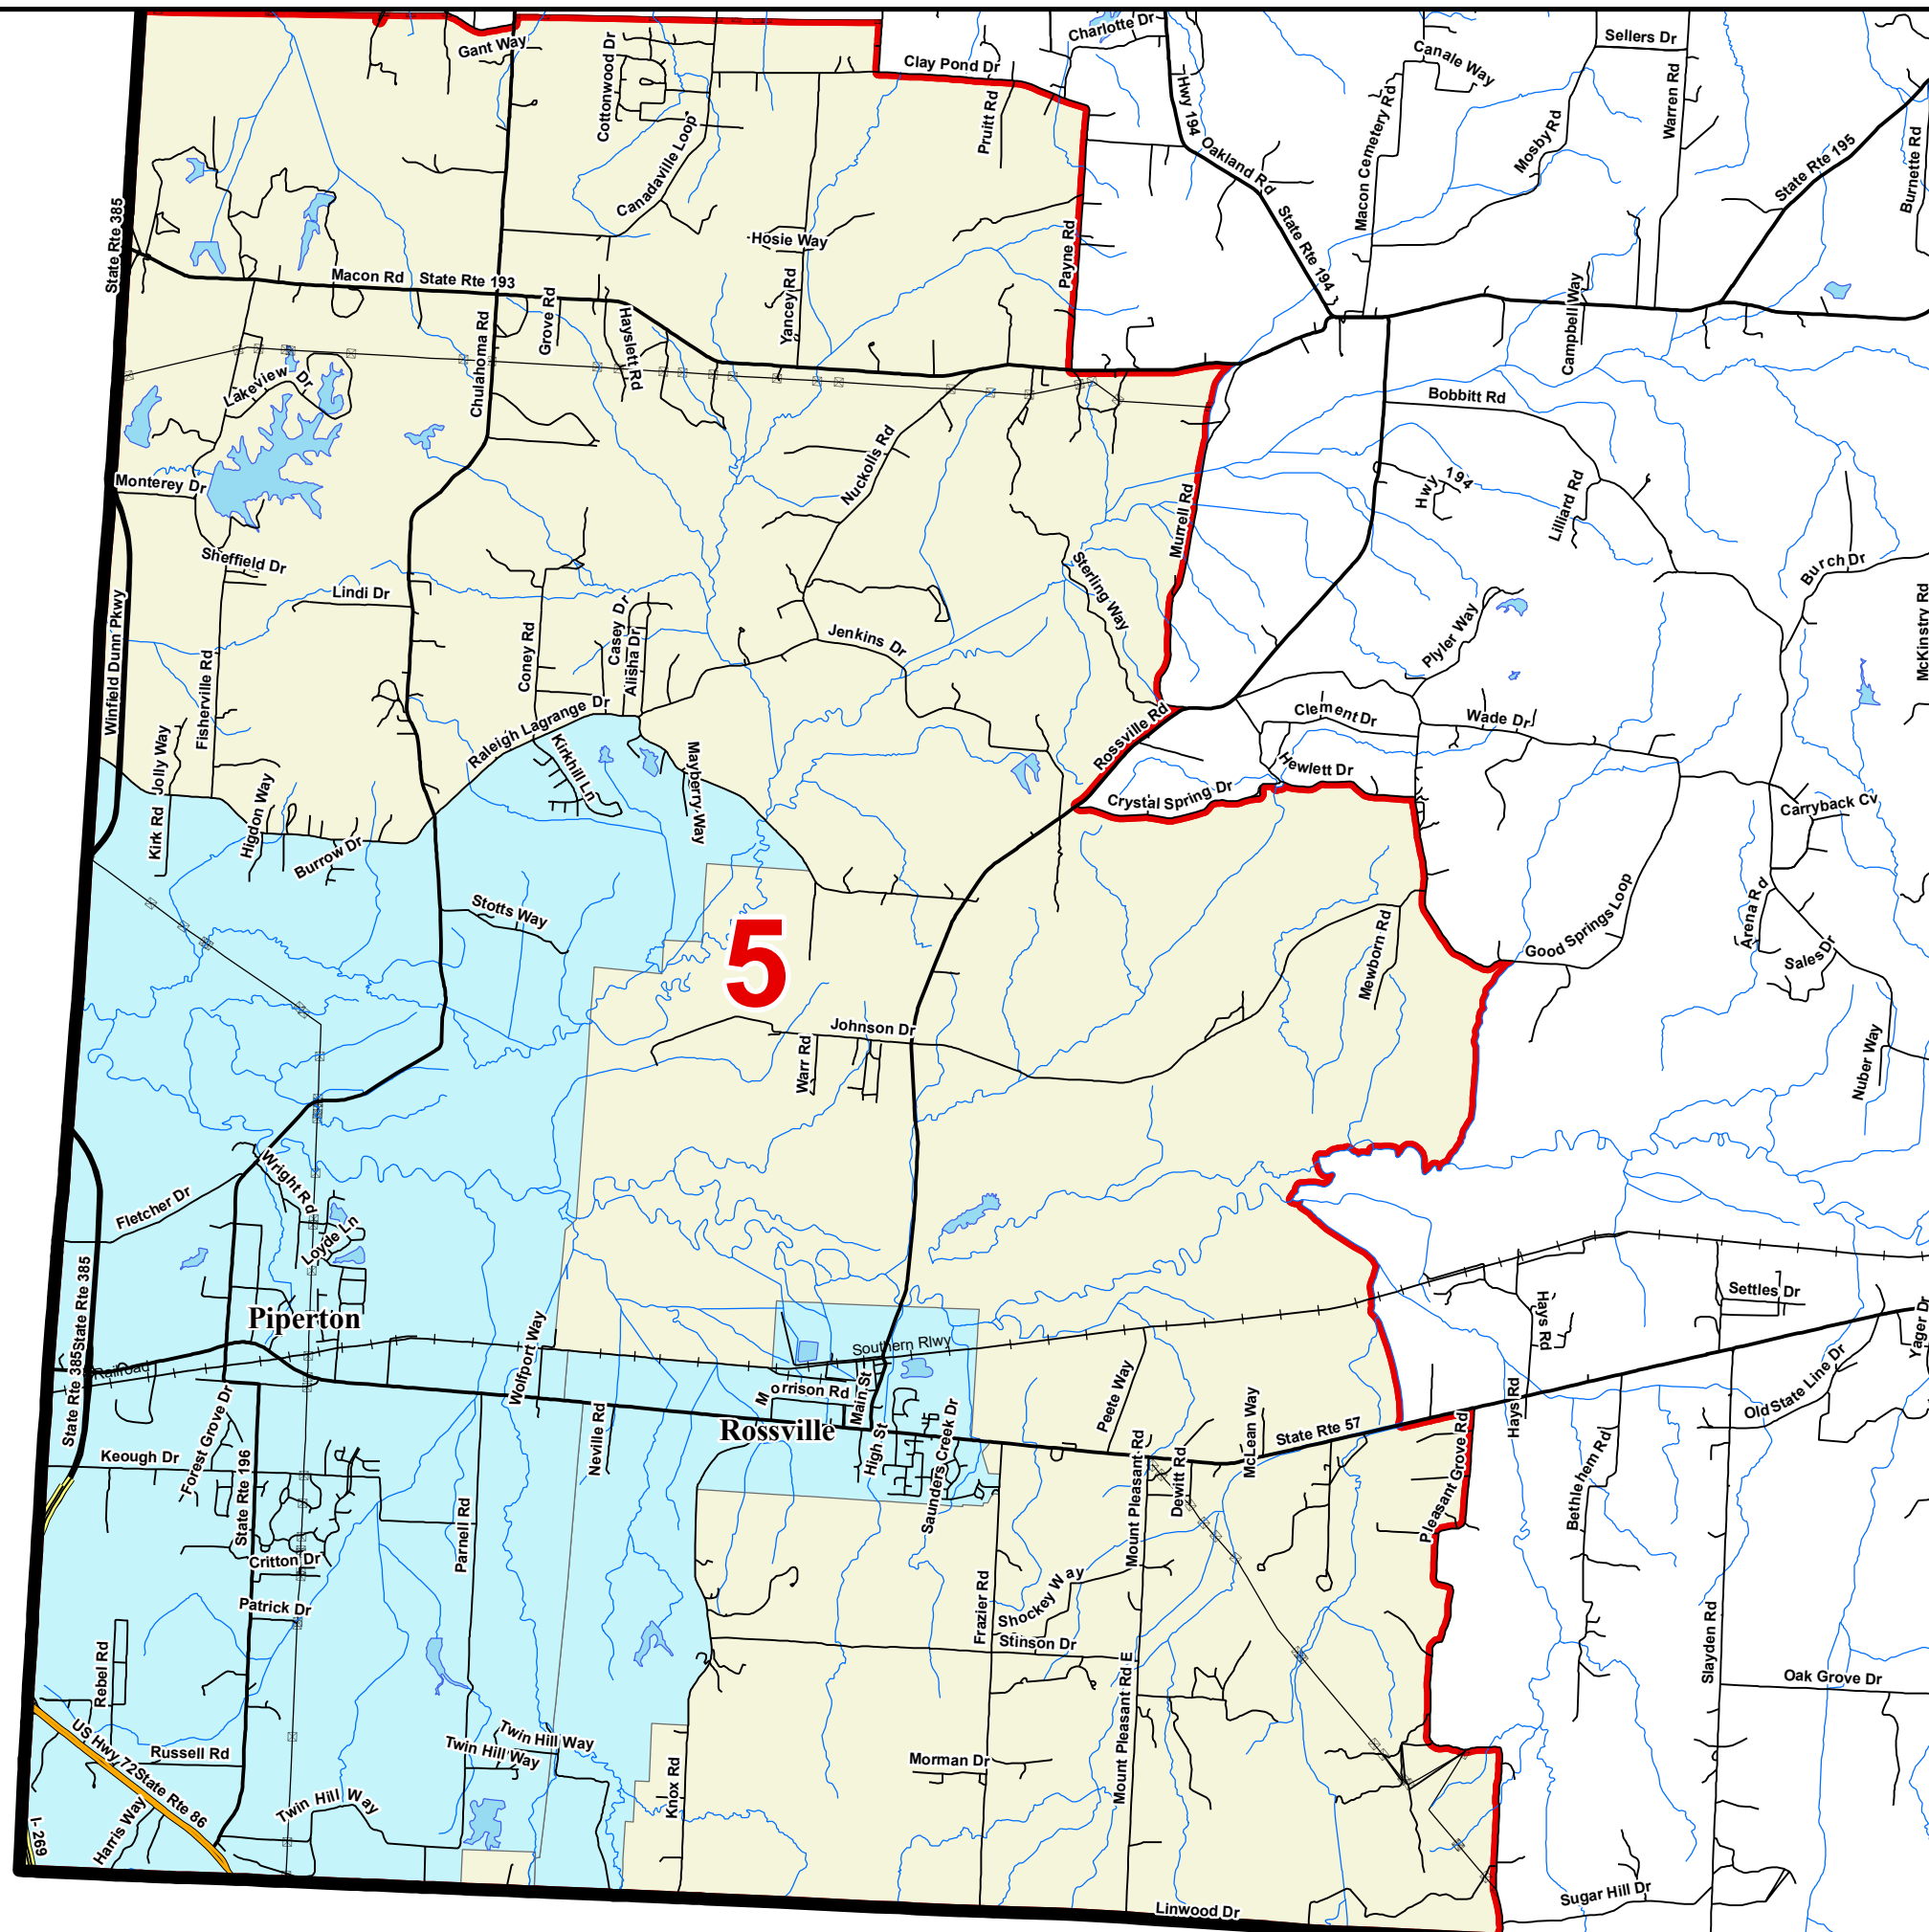 Gant Way
Cottonwood Dr
Clay Pond Dr
Charlotte Dr
Canale Way
Sellers Dr
Warren Rd
Hwy 194
Oakland Rd
Pruitt Rd
Macon Cemetery Rd
Mosby Rd
State Rte 195
Burnette Rd
Canadaville Loop
State Rte 385
Hosie Way
Payne Rd
State Rte 194
Macon Rd
State Rte 193
Yancey Rd
Grove Rd
Hayslett Rd
Chulahoma Rd
Campbell Way
Lakeview Dr
Bobbitt Rd
Nuckolls Rd
Monterey Dr
Murrell Rd
Hwy 194
Lilliard Rd
Sheffield Dr
Lindi Dr
Sterling Way
Burch Dr
McKinstry Rd
Winfield Dunn Pkwy
Fisherville Rd
Coney Rd
Casey Dr
Alisha Dr
Jenkins Dr
Plyler Way
Raleigh Lagrange Dr
Rossville Rd
Clement Dr
Wade Dr
Jolly Way
Kirk Rd
Higdon Way
Burrow Dr
Kirkhill Ln
Mayberry Way
Hewlett Dr
Crystal Spring Dr
Carryback Cv
Stotts Way
5
Mewborn Rd
Good Springs Loop
Arena Rd
Sales Dr
Johnson Dr
Warr Rd
Nuber Way
Wright Rd
Fletcher Dr
Loyde Ln
State Rte 385
Piperton
Settles Dr
Hays Rd
Yager Dr
Railroad
Southern Rlwy
Wolfport Way
Morrison Rd
Main St
Rossville
High St
Saunders Creek Dr
Peete Way
McLean Way
State Rte 57
Hays Rd
Old State Line Dr
State Rte 385
Forest Grove Dr
Keough Dr
State Rte 196
Neville Rd
Parnell Rd
Mount Pleasant Rd
Dewitt Rd
Pleasant Grove Rd
Bethlehem Rd
Critton Dr
Patrick Dr
Frazier Rd
Shockey Way
Stinson Dr
Rebel Rd
Mount Pleasant Rd E
Slayden Rd
Oak Grove Dr
US Hwy 72
State Rte 86
Russell Rd
Twin Hill Way
Twin Hill Way
Twin Hill Way
Harris Way
I- 269
Knox Rd
Morman Dr
Linwood Dr
Sugar Hill Dr